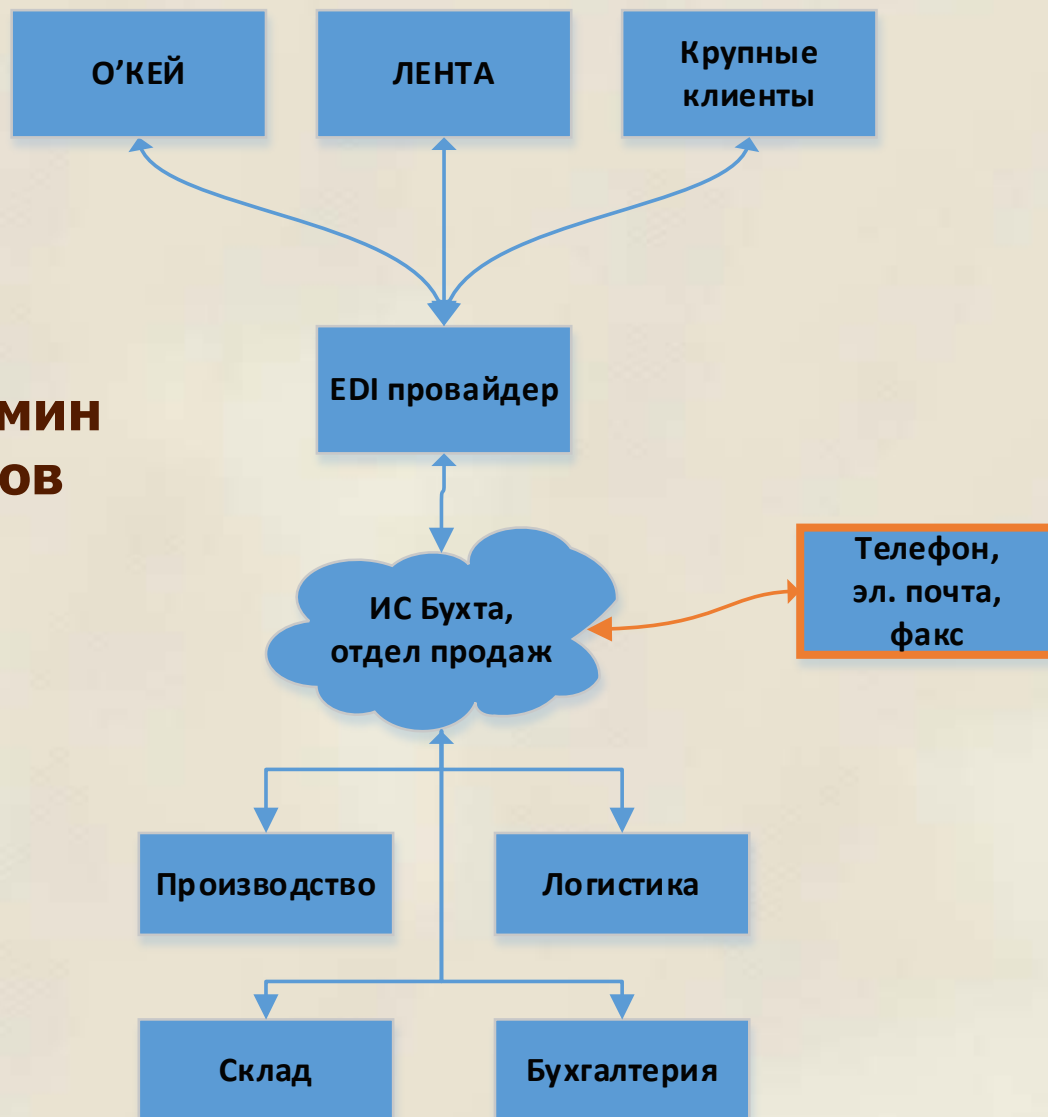 О’КЕЙ
ЛЕНТА
Крупные
клиенты
EDI провайдер
мин
ов
ИС Бухта,
отдел продаж
Телефон,
эл. почта,
факс
Производство
Логистика
Склад
Бухгалтерия